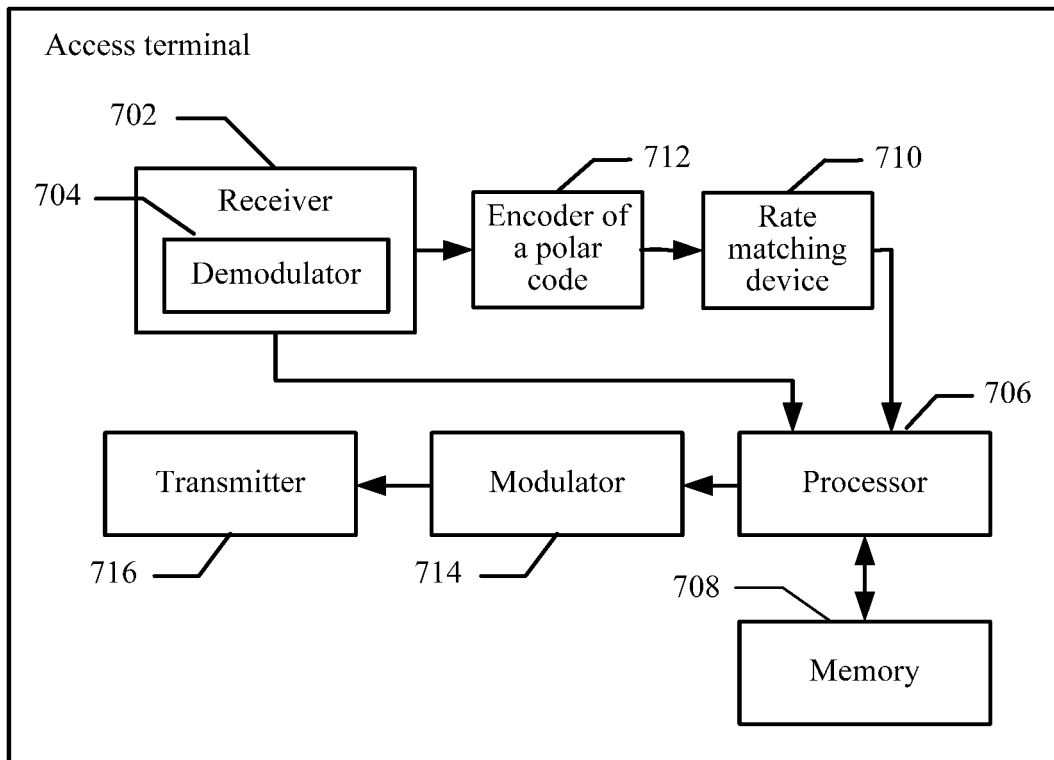 Access terminal
702
712
710
704
Receiver
Demodulator
Encoder of
a polar
code
Rate
matching
device
706
Transmitter
Modulator
Processor
716
714
708
Memory